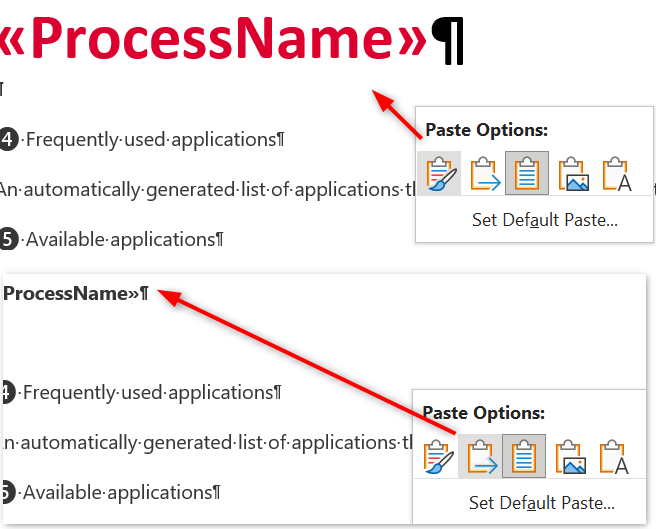 «ProcessName»¶
¶
❹·Frequently·used·applications¶
An·automatically·generated·list·of·applications·th
❺·Available·applications¶
Paste Options:
A
Set Default Paste...
ProcessName»¶
❹·Frequently·used·applications¶
n·automatically·generated·list·of·applications·th
❺·Available·applications¶
Paste Options:
A
Set Default Paste...